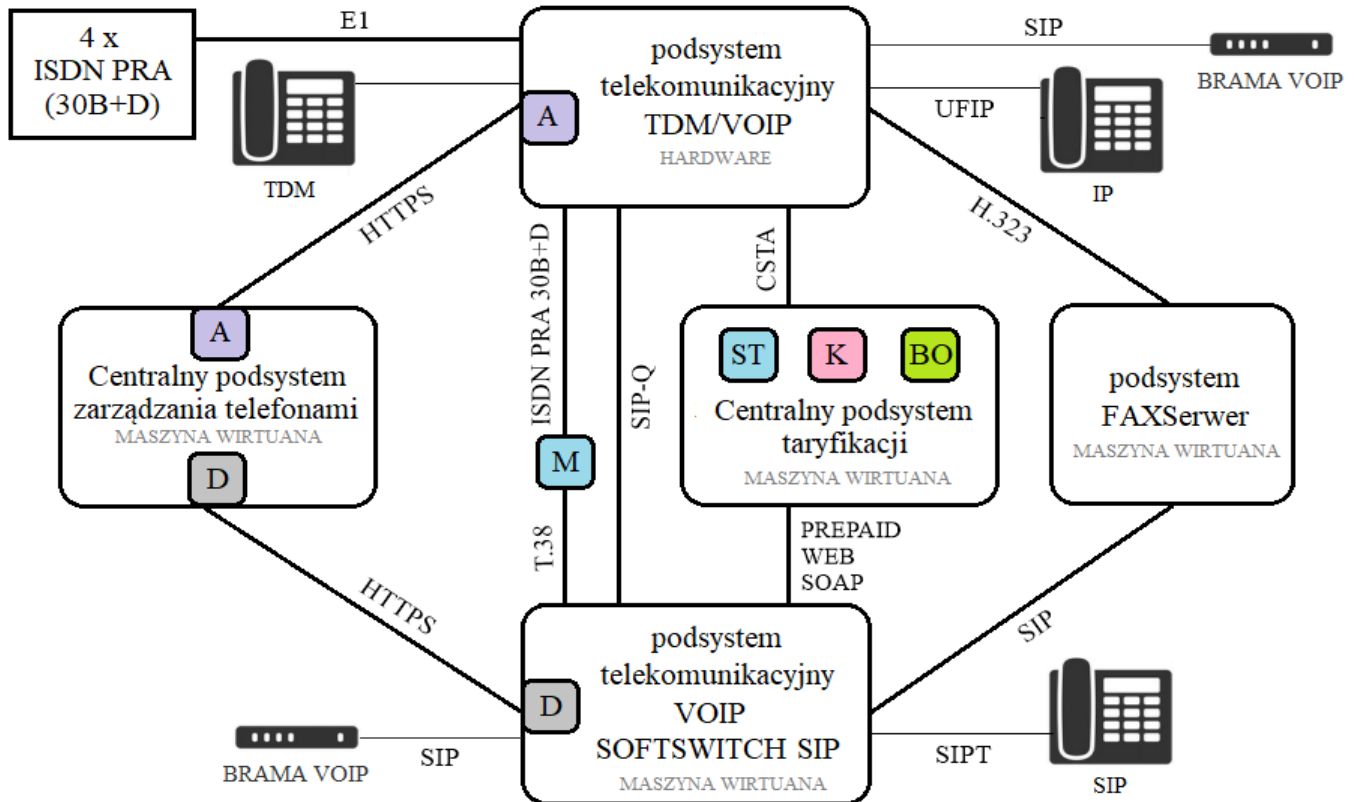 E1
4 x
ISDN PRA
(30B+D)
TDM
podsystem
telekomunikacyjny
TDM/VOIP
HARDWARE
A
SIP
BRAMA VOIP
UFIP
IP
HTTPS
ISDN PRA 30B+D
SIP-Q
CSTA
H.323
A
Centralny podsystem
zarządzania telefonami
MASZYNA WIRTUANA
D
M
T.38
ST
K
BO
Centralny podsystem
taryfikacji
MASZYNA WIRTUANA
podsystem
FAXSerwer
MASZYNA WIRTUANA
PREPAID
WEB
SOAP
HTTPS
SIP
podsystem
telekomunikacyjny
VOIP
SOFTSWITCH SIP
MASZYNA WIRTUANA
D
SIP
BRAMA VOIP
SIPT
SIP